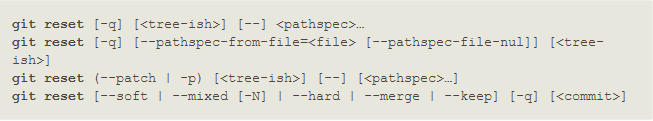 git reset [-q] [<tree-ish>] [--] <pathspec>…
git reset [-q] [--pathspec-from-file=<file> [--pathspec-file-nul]] [<tree-
ish>]
git reset (--patch | -p) [<tree-ish>] [--] [<pathspec>…]
git reset [--soft | --mixed [-N] | --hard | --merge | --keep] [-q] [<commit>]